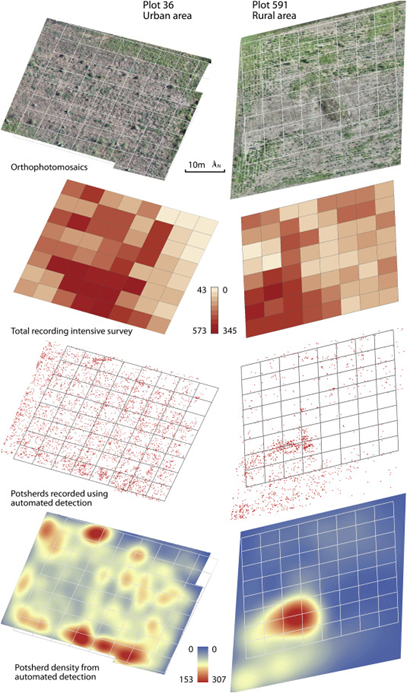 Plot 36
Urban area
Plot 591
Rural area
Orthophotomosaics
10m
N
43 0
573 345
Total recording intensive survey
Potsherds recorded using
automated detection
0 0
153 307
Potsherd density from
automated detection